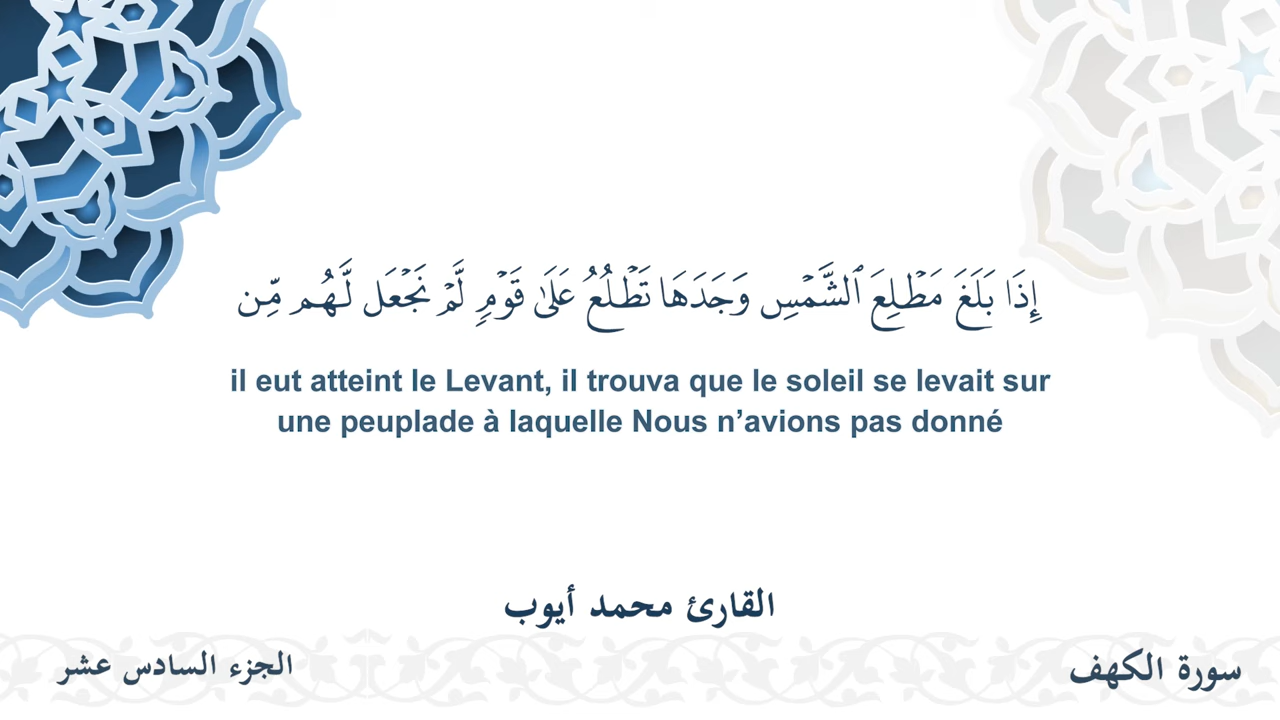 إِذَا بَلَغَ مَطْلِعَ ٱلشَّمْسِ وَجَدَهَا تَطْلُعُ عَلَىٰ قَوْمٍ لَّمْ نَجْعَل لَّهُم مِّن
il eut atteint le Levant, il trouva que le soleil se levait sur
une peuplade à laquelle Nous n’avions pas donné
القارئ محمد أيوب
سورة الكهف
الجزء السادس عشر